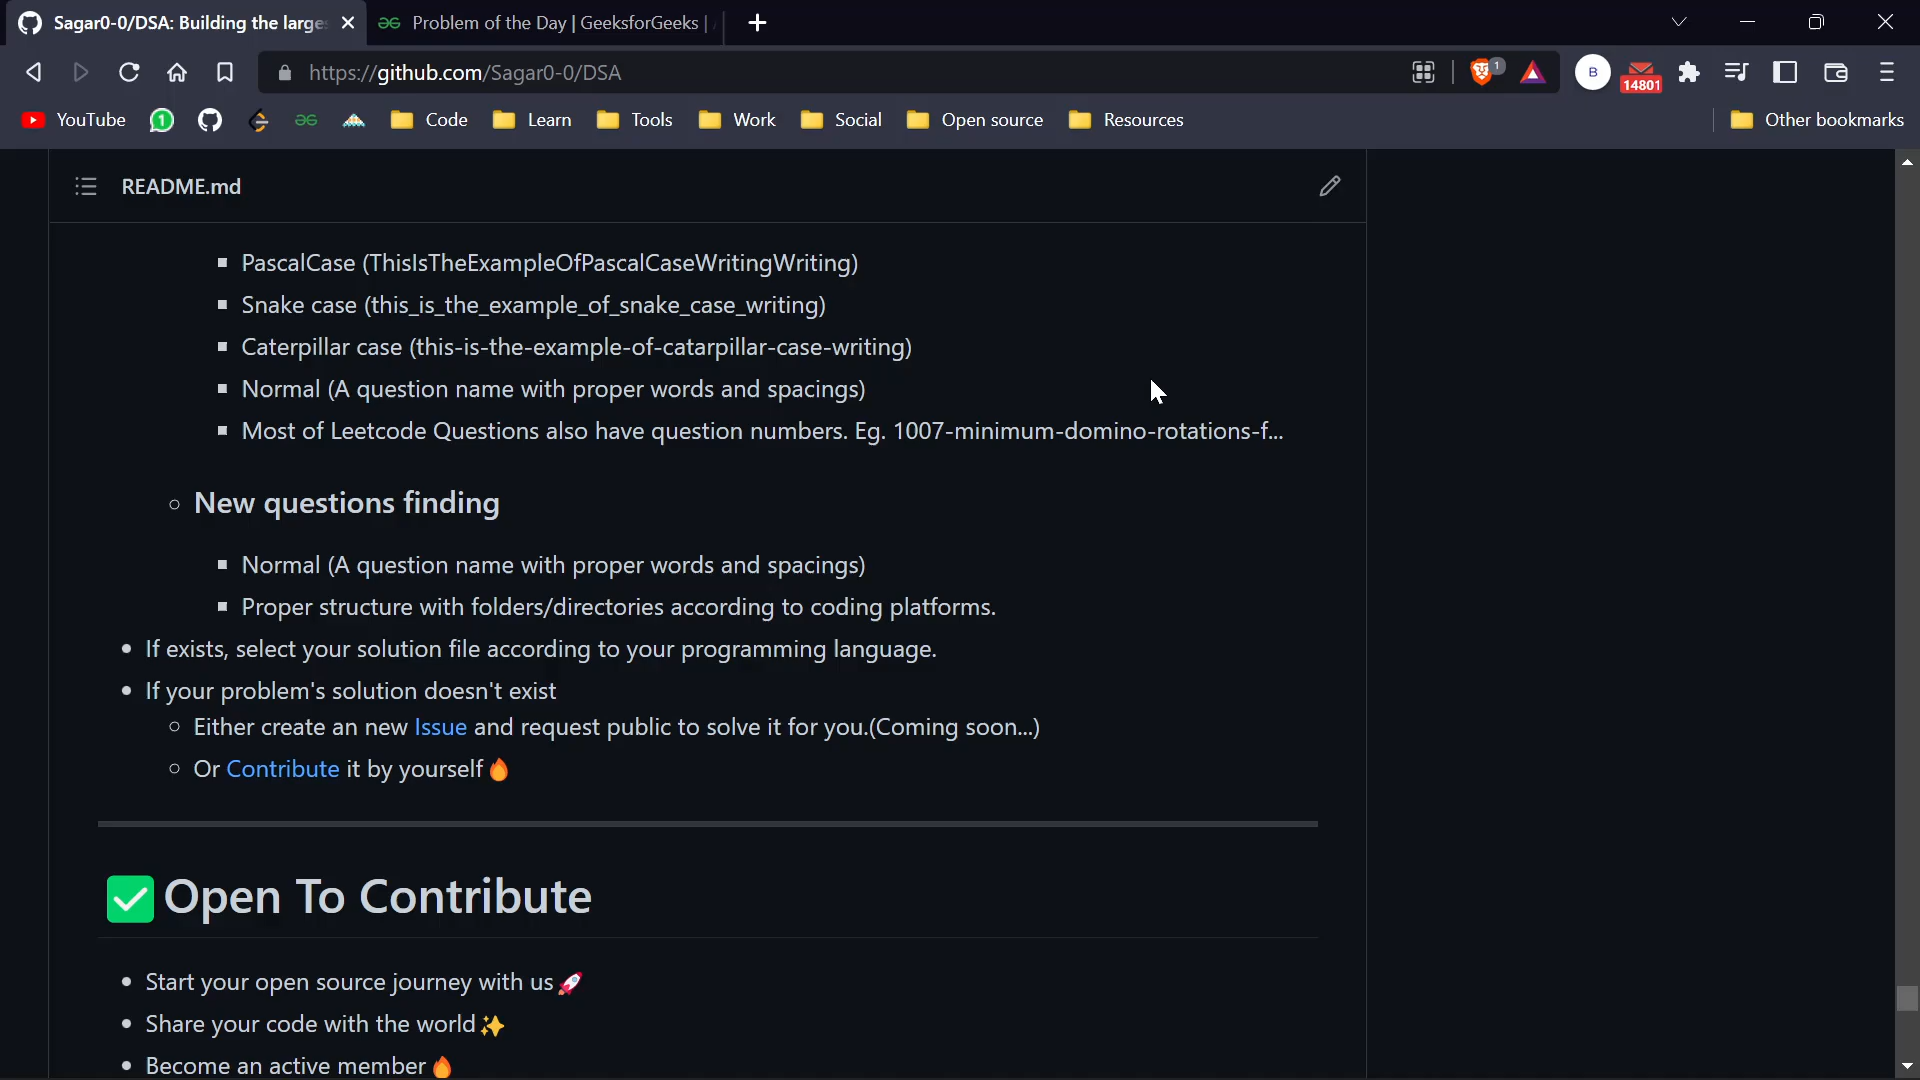 Sagar0-0/DSA: Building the large
Problem of the Day | GeeksforGeeks |
https://github.com/Sagar0-0/DSA
1
B
14801
YouTube
1
Code
Learn
Tools
Work
Social
Open source
Resources
Other bookmarks
README.md
PascalCase (ThisIsTheExampleOfPascalCaseWritingWriting)
Snake case (this_is_the_example_of_snake_case_writing)
Caterpillar case (this-is-the-example-of-catarpillar-case-writing)
Normal (A question name with proper words and spacings)
Most of Leetcode Questions also have question numbers. Eg. 1007-minimum-domino-rotations-f...
New questions finding
Normal (A question name with proper words and spacings)
Proper structure with folders/directories according to coding platforms.
If exists, select your solution file according to your programming language.
If your problem's solution doesn't exist
Either create an new Issue and request public to solve it for you.(Coming soon...)
Or Contribute it by yourself🔥
✅Open To Contribute
Start your open source journey with us🚀
Share your code with the world✨
Become an active member🔥